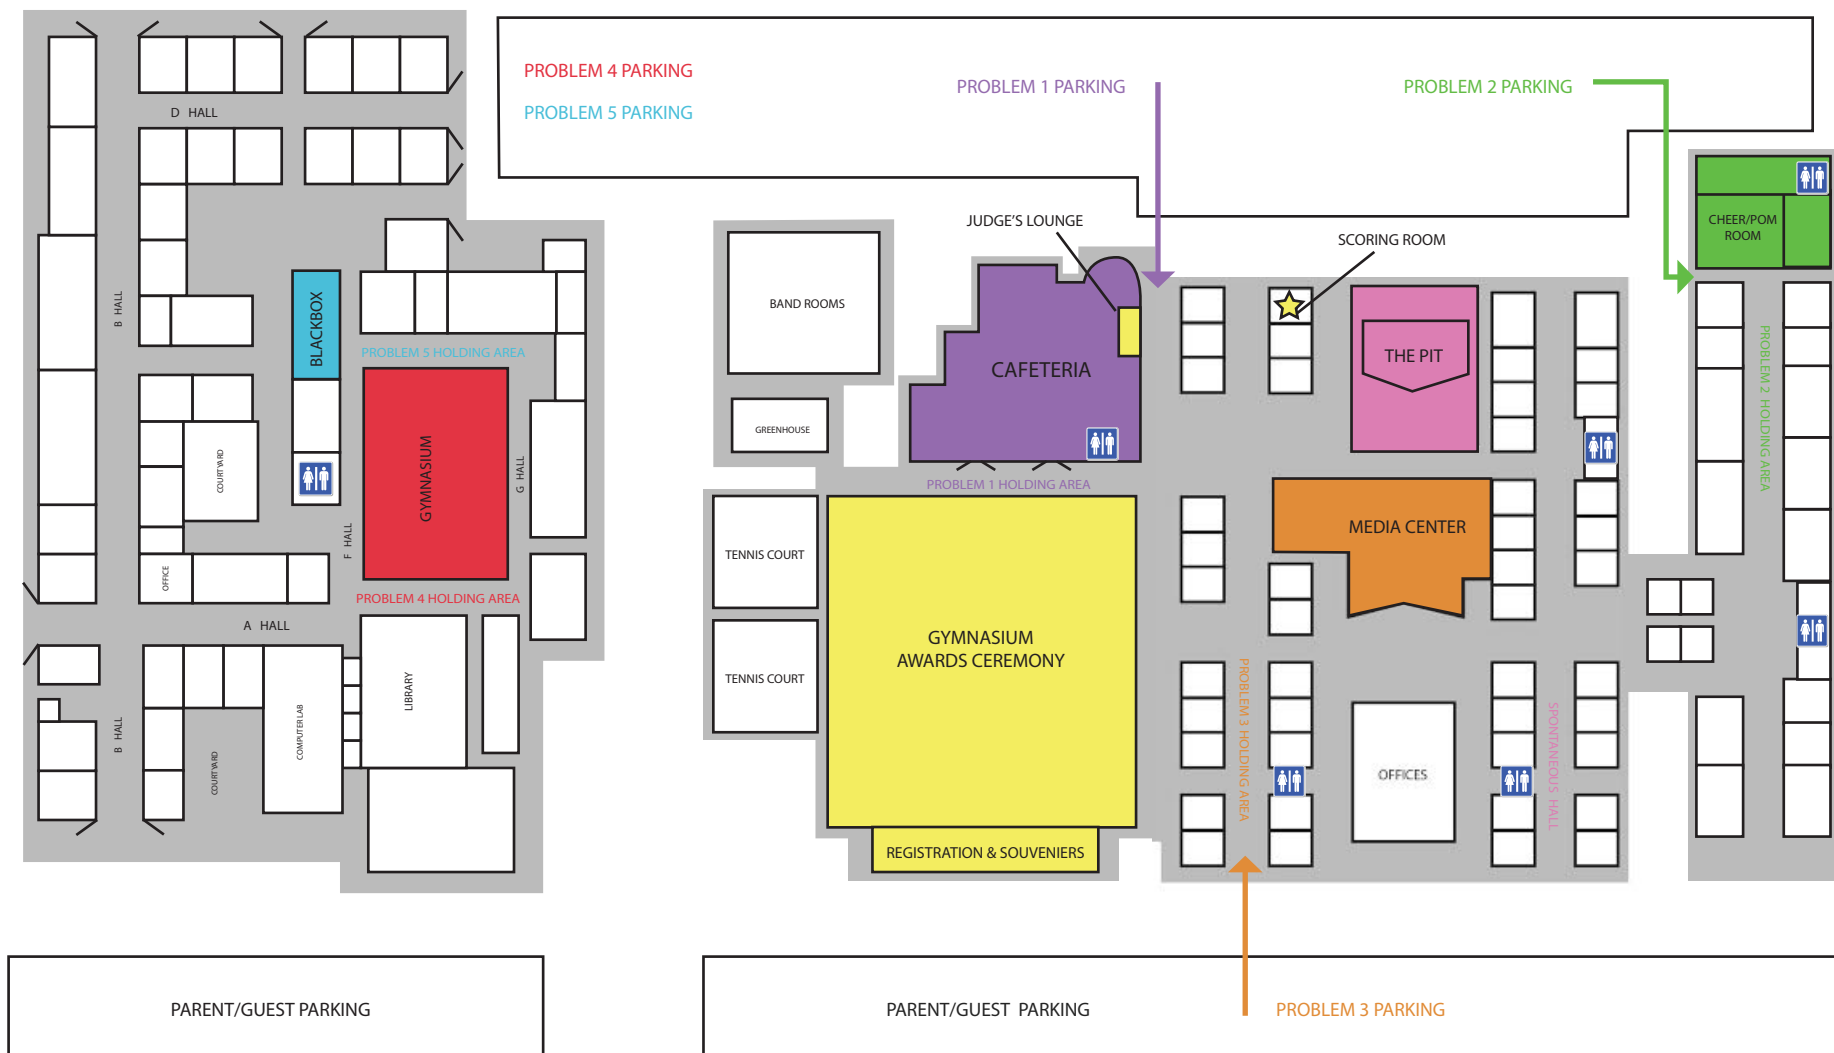 PROBLEM 4 PARKING
PROBLEM 5 PARKING
PROBLEM 1 PARKING
PROBLEM 2 PARKING
D HALL
B HALL
BLACKBOX
PROBLEM 5 HOLDING AREA
GYMNASIUM
G HALL
COURTYARD
F HALL
OFFICE
PROBLEM 4 HOLDING AREA
A HALL
LIBRARY
COMPUTER LAB
B HALL
COURTYARD
JUDGE'S LOUNGE
SCORING ROOM
BAND ROOMS
GREENHOUSE
CAFETERIA
THE PIT
CHEER/POM
ROOM
PROBLEM 2 HOLDING AREA
PROBLEM 1 HOLDING AREA
MEDIA CENTER
TENNIS COURT
TENNIS COURT
GYMNASIUM
AWARDS CEREMONY
REGISTRATION & SOUVENIERS
PROBLEM 3 HOLDING AREA
OFFICES
SPONTANEOUS HALL
PARENT/GUEST PARKING
PARENT/GUEST PARKING
PROBLEM 3 PARKING